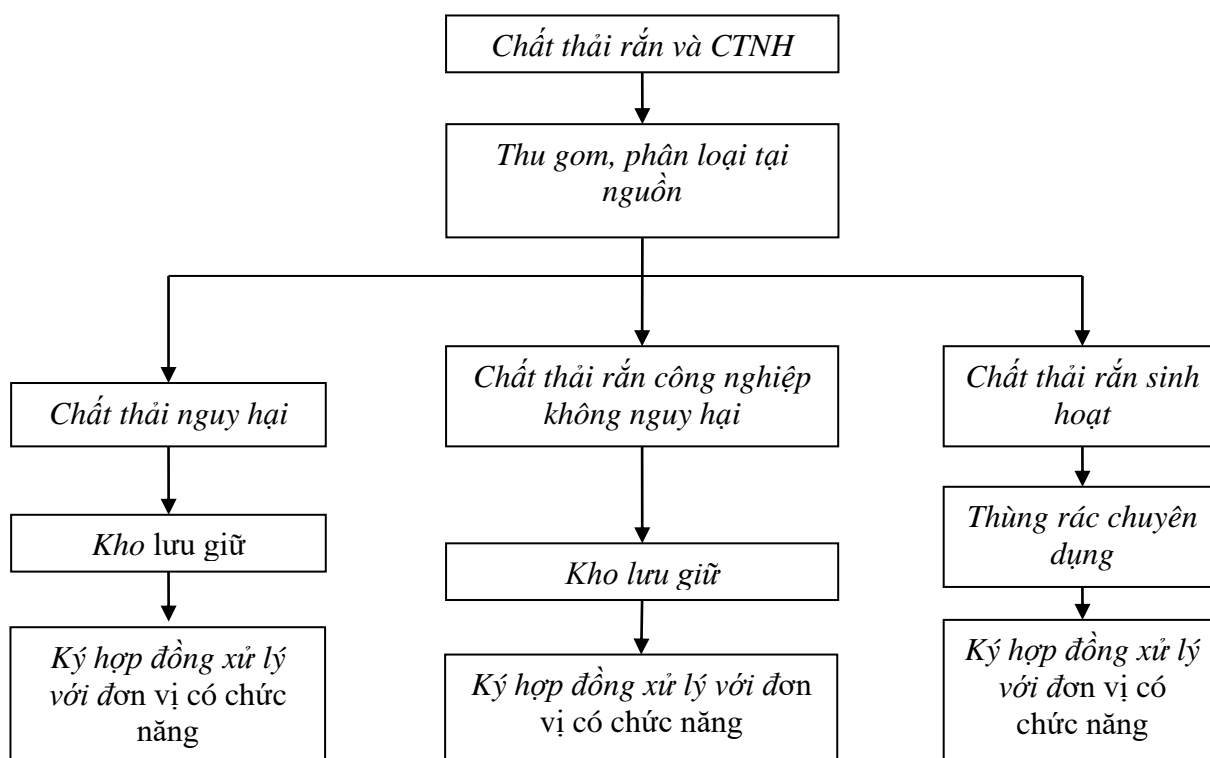 Chất thải rắn và CTNH
Thu gom, phân loại tại
nguồn
Chất thải nguy hại
Chất thải rắn công nghiệp
không nguy hại
Chất thải rắn sinh
hoạt
Kho lưu giữ
Kho lưu giữ
Thùng rác chuyên
dụng
Ký hợp đồng xử lý
với đơn vị có chức
năng
Ký hợp đồng xử lý với đơn
vị có chức năng
Ký hợp đồng xử lý
với đơn vị có
chức năng